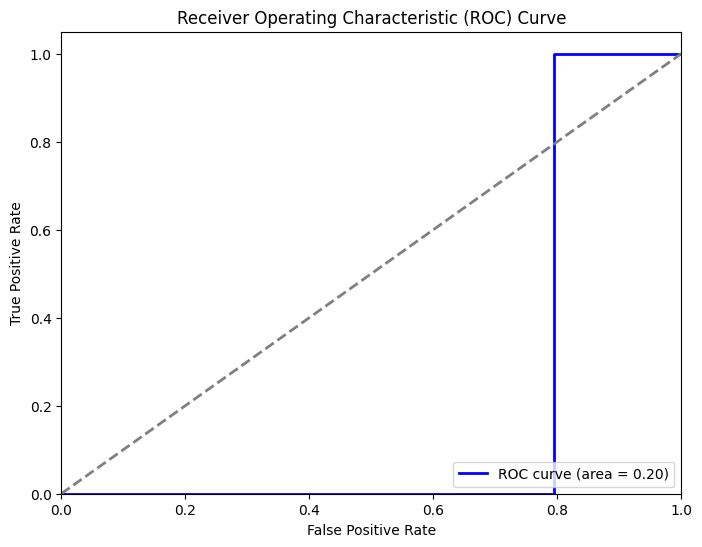 Receiver Operating Characteristic (ROC) Curve
True Positive Rate
1.0
0.8
0.6
0.4
0.2
0.0
ROC curve (area = 0.20)
0.0 0.2 0.4 0.6 0.8 1.0
False Positive Rate